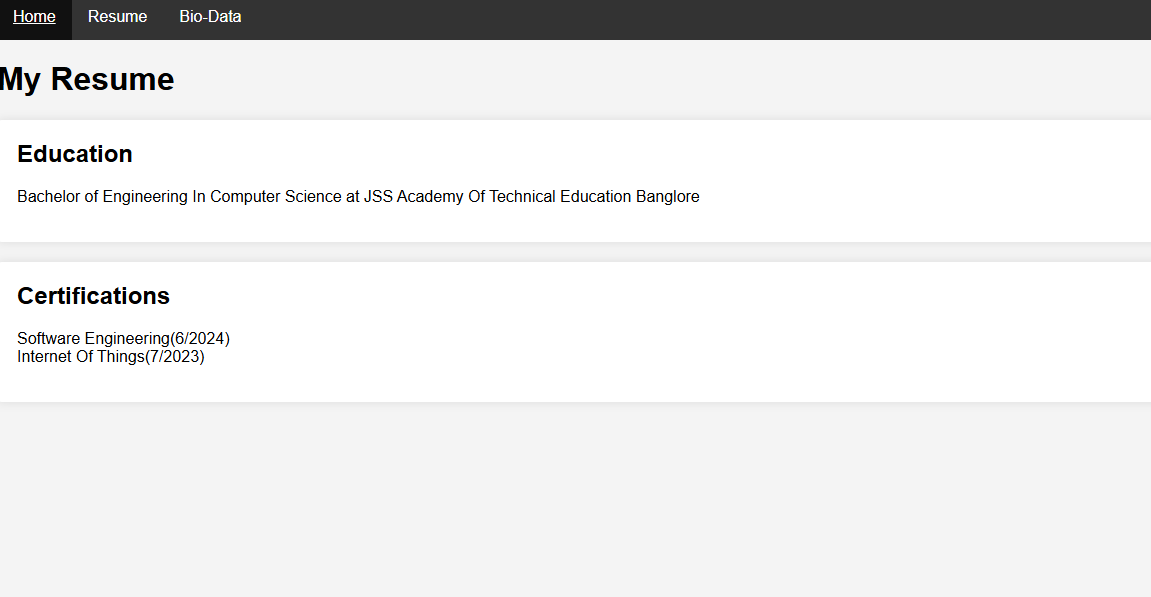 Home Resume Bio-Data
My Resume
Education
Bachelor of Engineering In Computer Science at JSS Academy Of Technical Education Banglore
Certifications
Software Engineering(6/2024)
Internet Of Things(7/2023)